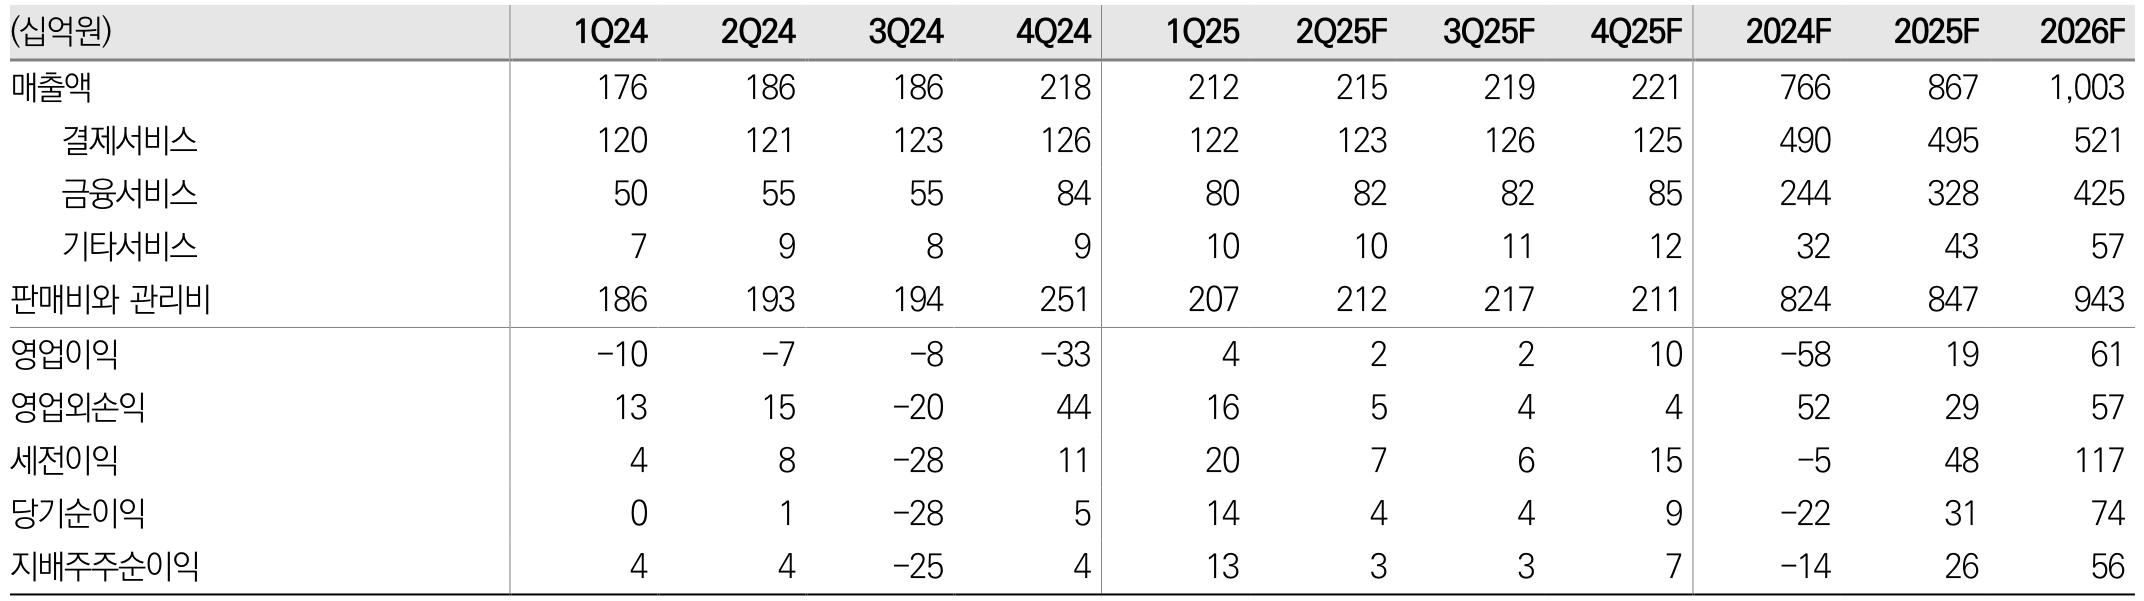 (십억원) 1Q24 2Q24 3Q24 4Q24 1Q25 2Q25F 3Q25F 4Q25F 2024F 2025F 2026F
매출액 176 186 186 218 212 215 219 221 766 867 1,003
결제서비스 120 121 123 126 122 123 126 125 490 495 521
금융서비스 50 55 55 84 80 82 82 85 244 328 425
기타서비스 7 9 8 9 10 10 11 12 32 43 57
판매비와 관리비 186 193 194 251 207 212 217 211 824 847 943
영업이익 -10 -7 -8 -33 4 2 2 10 -58 19 61
영업외손익 13 15 -20 44 16 5 4 4 52 29 57
세전이익 4 8 -28 11 20 7 6 15 -5 48 117
당기순이익 0 1 -28 5 14 4 4 9 -22 31 74
지배주주순이익 4 4 -25 4 13 3 3 7 -14 26 56